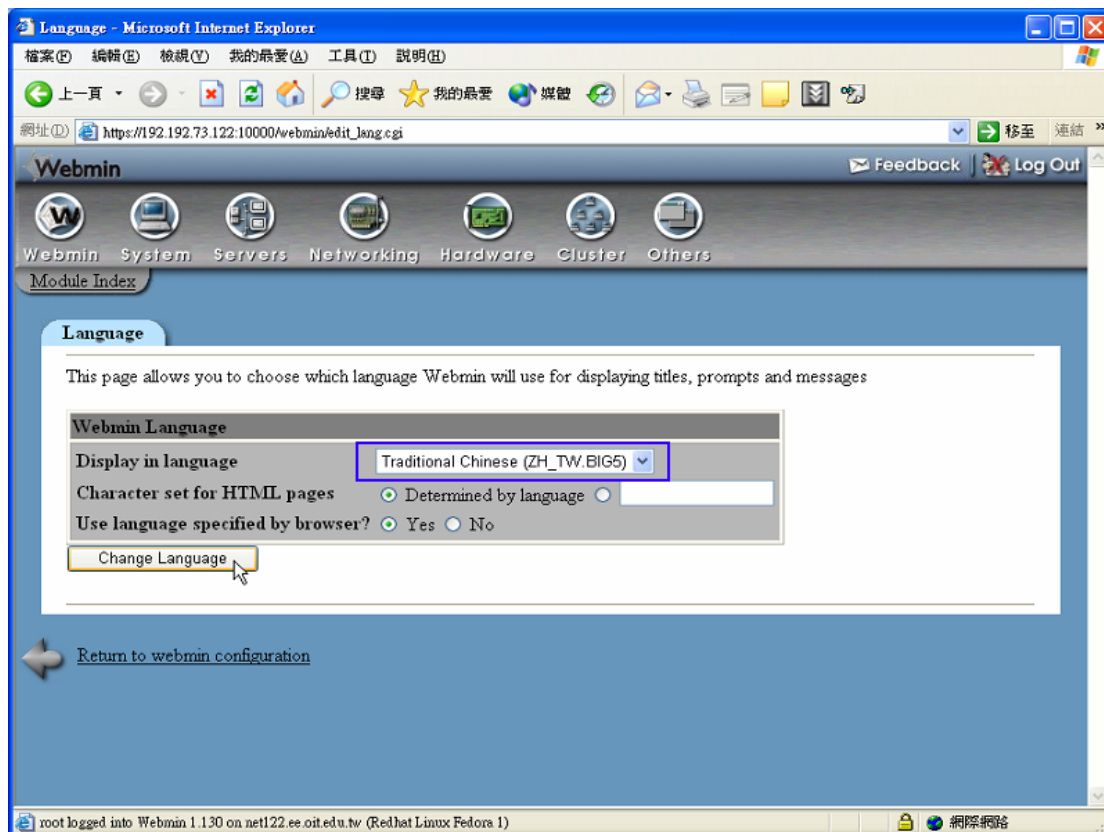 Language - Microsoft Internet Explorer
檔案(F) 編輯(E) 檢視(V) 我的最愛(A) 工具(T) 說明(H)
上一頁 搜尋 我的最愛 媒體
網址(D) https://192.192.73.122:10000/webmin/edit_lang.cgi 移至 連結 »
Webmin Feedback Log Out
Webmin System Servers Networking Hardware Cluster Others
Module Index
Language
This page allows you to choose which language Webmin will use for displaying titles, prompts and messages
Webmin Language
Display in language Traditional Chinese (ZH_TW.BIG5)
Character set for HTML pages Determined by language
Use language specified by browser? Yes No
Change Language
Return to webmin configuration
root logged into Webmin 1.130 on net122.ee.oit.edu.tw (Redhat Linux Fedora 1) 網際網路